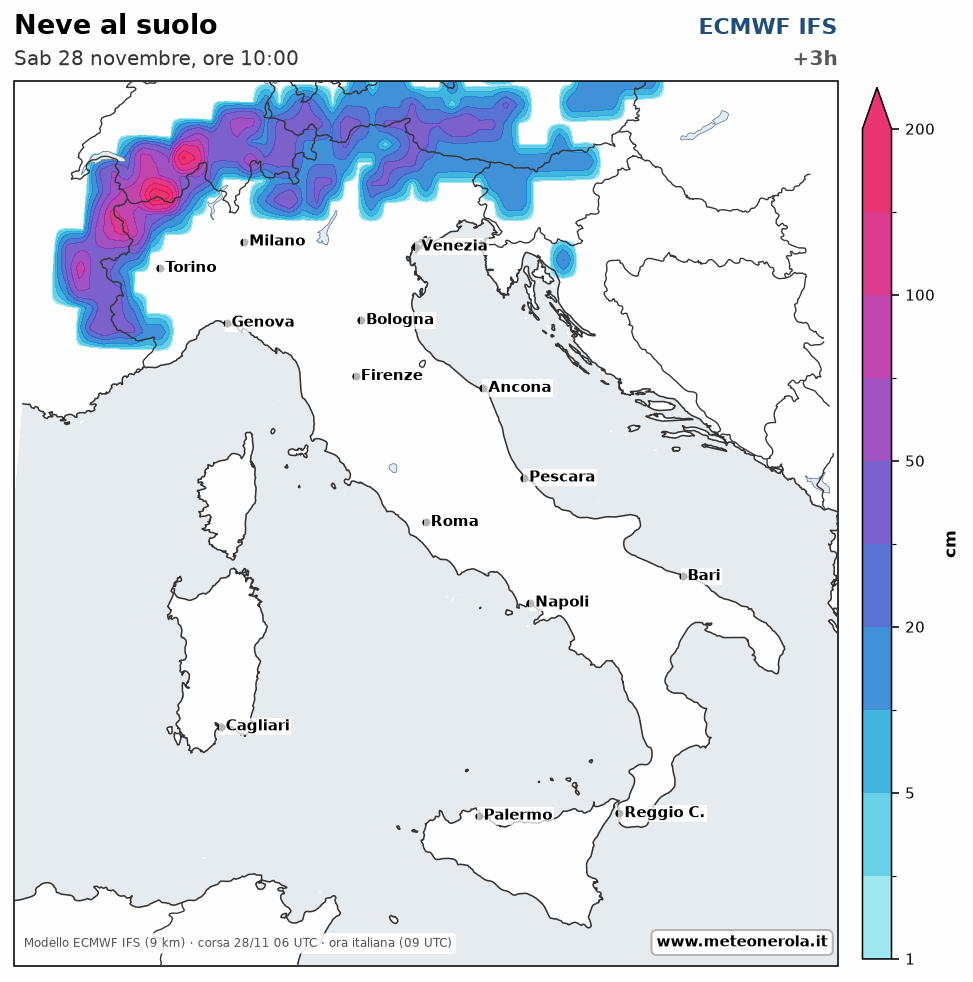 Neve al suolo
ECMWF IFS
Sab 28 novembre, ore 10:00
+3h
200
100
50
20
5
1
cm
Milano
Venezia
Torino
Genova
Bologna
Firenze
Ancona
Pescara
Roma
Bari
Napoli
Cagliari
Palermo
Reggio C.
Modello ECMWF IFS (9 km) · corsa 28/11 06 UTC · ora italiana (09 UTC)
www.meteonerola.it